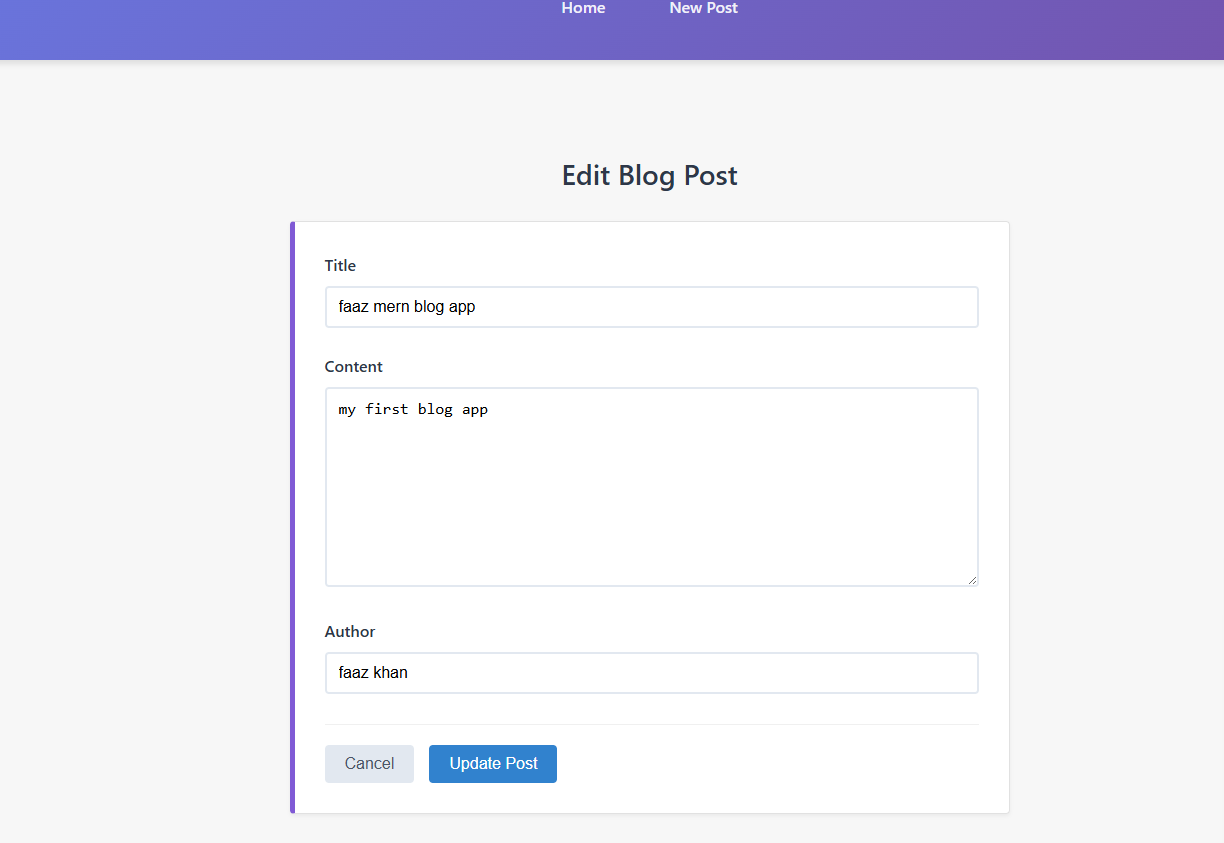 Home New Post
Edit Blog Post
Title
faaz mern blog app
Content
my first blog app
Author
faaz khan
Cancel Update Post